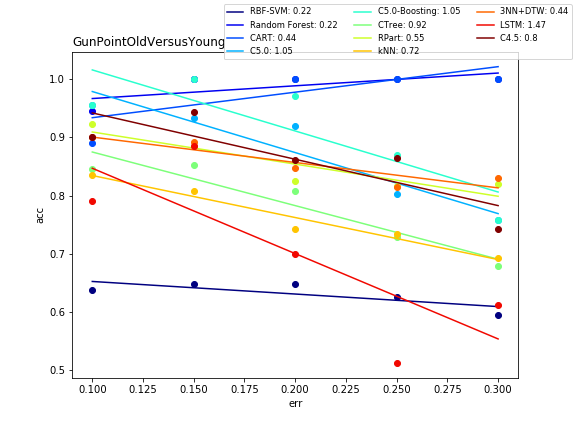 RBF-SVM: 0.22
Random Forest: 0.22
CART: 0.44
C5.0: 1.05
C5.0-Boosting: 1.05
CTree: 0.92
RPart: 0.55
kNN: 0.72
3NN+DTW: 0.44
LSTM: 1.47
C4.5: 0.8
GunPointOldVersusYoung
1.0
0.9
0.8
0.7
0.6
0.5
acc
0.100 0.125 0.150 0.175 0.200 0.225 0.250 0.275 0.300
err